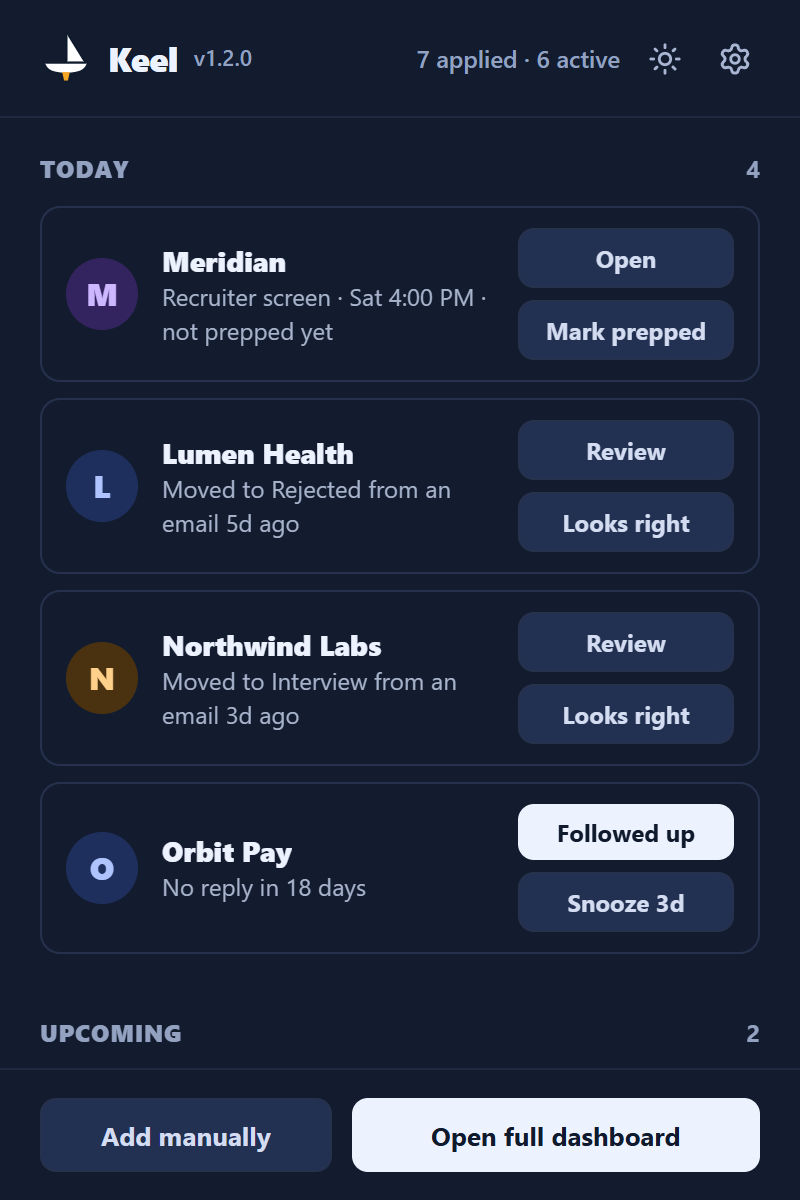 Keel v1.2.0 7 applied · 6 active
TODAY 4
M
Meridian
Recruiter screen · Sat 4:00 PM ·
not prepped yet
Open
Mark prepped
L
Lumen Health
Moved to Rejected from an
email 5d ago
Review
Looks right
N
Northwind Labs
Moved to Interview from an
email 3d ago
Review
Looks right
O
Orbit Pay
No reply in 18 days
Followed up
Snooze 3d
UPCOMING 2
Add manually Open full dashboard